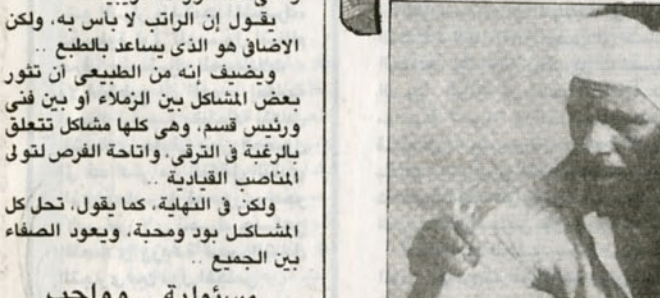 يقول إن الراتب لا بأس به، ولكن
الاضافى هو الذى يساعد بالطبع ..
ويضيف إنه من الطبيعى أن تثور
بعض المشاكل بين الزملاء أو بين فنى
ورئيس قسم، وهى كلها مشاكل تتعلق
بالرغبة فى الترقى، واتاحة الفرص لتولى
المناصب القيادية ..
ولكن فى النهاية، كما يقول، تحل كل
المشاكل بود ومحبة، ويعود الصفاء
بين الجميع ..